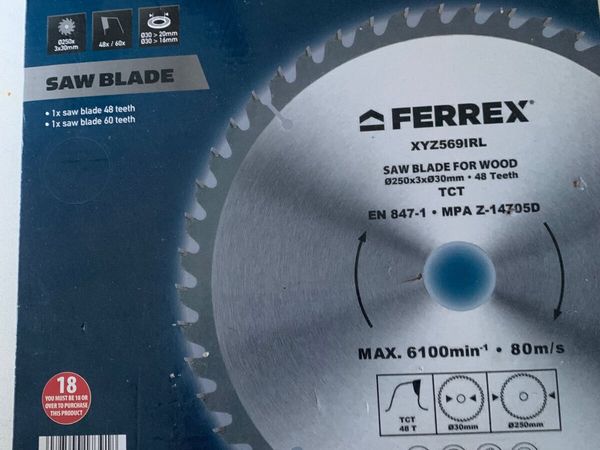 Ø250x
3x30mm
48x / 60x
Ø30 > 20mm
Ø30 > 16mm
SAW BLADE
• 1x saw blade 48 teeth
• 1x saw blade 60 teeth
FERREX®
XYZ569IRL
SAW BLADE FOR WOOD
Ø250x3xØ30mm • 48 Teeth
TCT
EN 847-1 • MPA Z-14705D
MAX. 6100min-1 • 80m/s
TCT
48 T
Ø30mm
Ø250mm
18
YOU MUST BE 18 OR
OVER TO PURCHASE
THIS PRODUCT